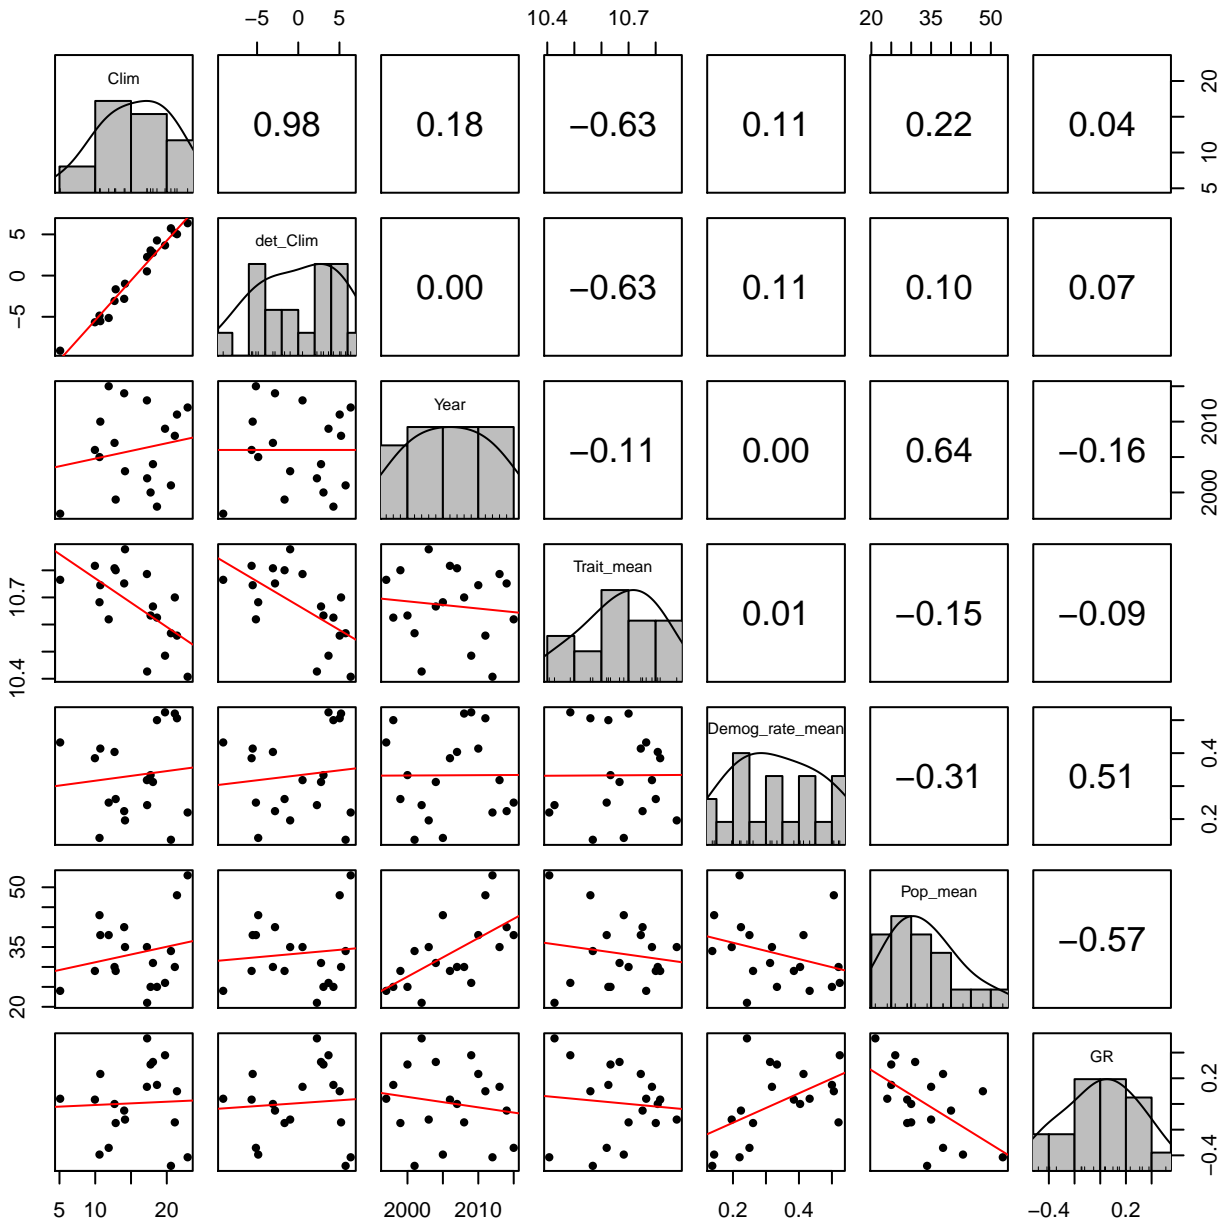 −5 0 5 10.4 10.7 20 35 50
Clim 0.98 0.18 −0.63 0.11 0.22 0.04 5 10 20
−5 0 5 det_Clim 0.00 −0.63 0.11 0.10 0.07
Year −0.11 0.00 0.64 −0.16 2000 2010
10.4 10.7 Trait_mean 0.01 −0.15 −0.09
Demog_rate_mean −0.31 0.51 0.2 0.4
20 35 50 Pop_mean −0.57
GR −0.4 0.2
5 10 20 2000 2010 0.2 0.4 −0.4 0.2